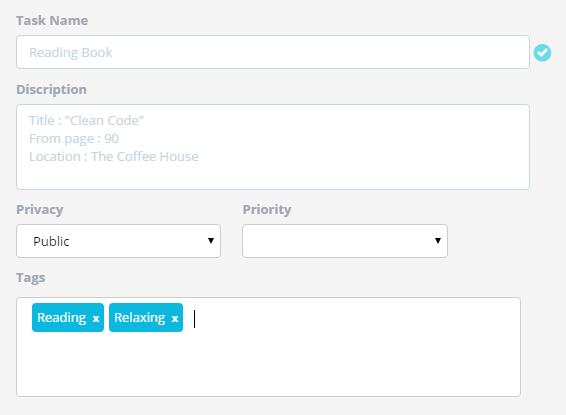 Task Name
Reading Book
Discription
Title : "Clean Code"
From page : 90
Location : The Coffee House
Privacy Priority
Public
Tags
Reading x Relaxing x